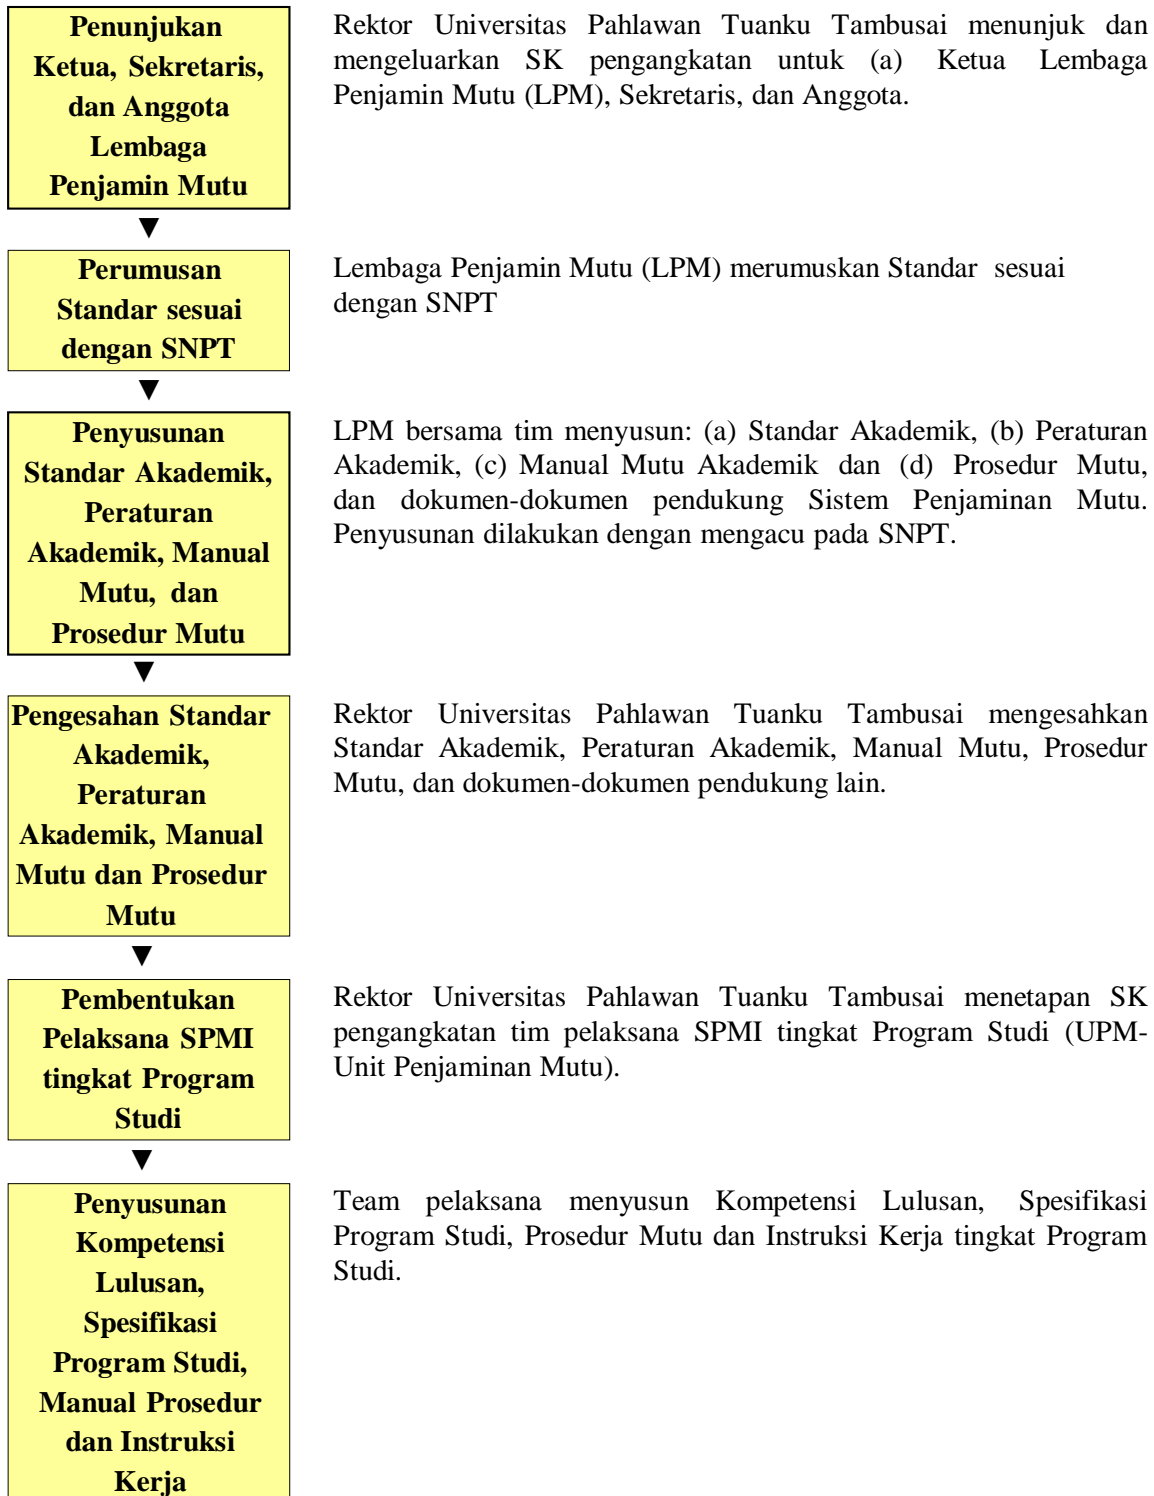 Penunjukan
Ketua, Sekretaris,
dan Anggota
Lembaga
Penjamin Mutu
Rektor Universitas Pahlawan Tuanku Tambusai menunjuk dan
mengeluarkan SK pengangkatan untuk (a) Ketua Lembaga
Penjamin Mutu (LPM), Sekretaris, dan Anggota.
Perumusan
Standar sesuai
dengan SNPT
Lembaga Penjamin Mutu (LPM) merumuskan Standar sesuai
dengan SNPT
Penyusunan
Standar Akademik,
Peraturan
Akademik, Manual
Mutu, dan
Prosedur Mutu
LPM bersama tim menyusun: (a) Standar Akademik, (b) Peraturan
Akademik, (c) Manual Mutu Akademik dan (d) Prosedur Mutu,
dan dokumen-dokumen pendukung Sistem Penjaminan Mutu.
Penyusunan dilakukan dengan mengacu pada SNPT.
Pengesahan Standar
Akademik,
Peraturan
Akademik, Manual
Mutu dan Prosedur
Mutu
Rektor Universitas Pahlawan Tuanku Tambusai mengesahkan
Standar Akademik, Peraturan Akademik, Manual Mutu, Prosedur
Mutu, dan dokumen-dokumen pendukung lain.
Pembentukan
Pelaksana SPMI
tingkat Program
Studi
Rektor Universitas Pahlawan Tuanku Tambusai menetapan SK
pengangkatan tim pelaksana SPMI tingkat Program Studi (UPM-
Unit Penjaminan Mutu).
Penyusunan
Kompetensi
Lulusan,
Spesifikasi
Program Studi,
Manual Prosedur
dan Instruksi
Kerja
Team pelaksana menyusun Kompetensi Lulusan, Spesifikasi
Program Studi, Prosedur Mutu dan Instruksi Kerja tingkat Program
Studi.